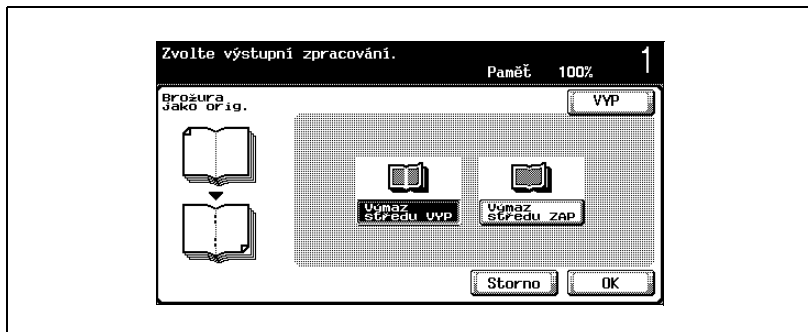 Zvolte výstupní zpracování.
Paměť 100% 1
Brožura
jako orig.
VYP
Výmaz
středu VYP
Výmaz
středu ZAP
Storno
OK